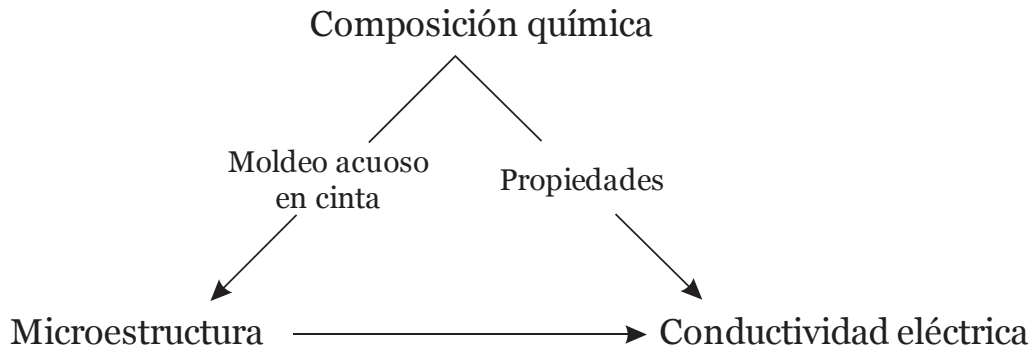 Composición química
Moldeo acuoso
en cinta
Propiedades
Microestructura
Conductividad eléctrica